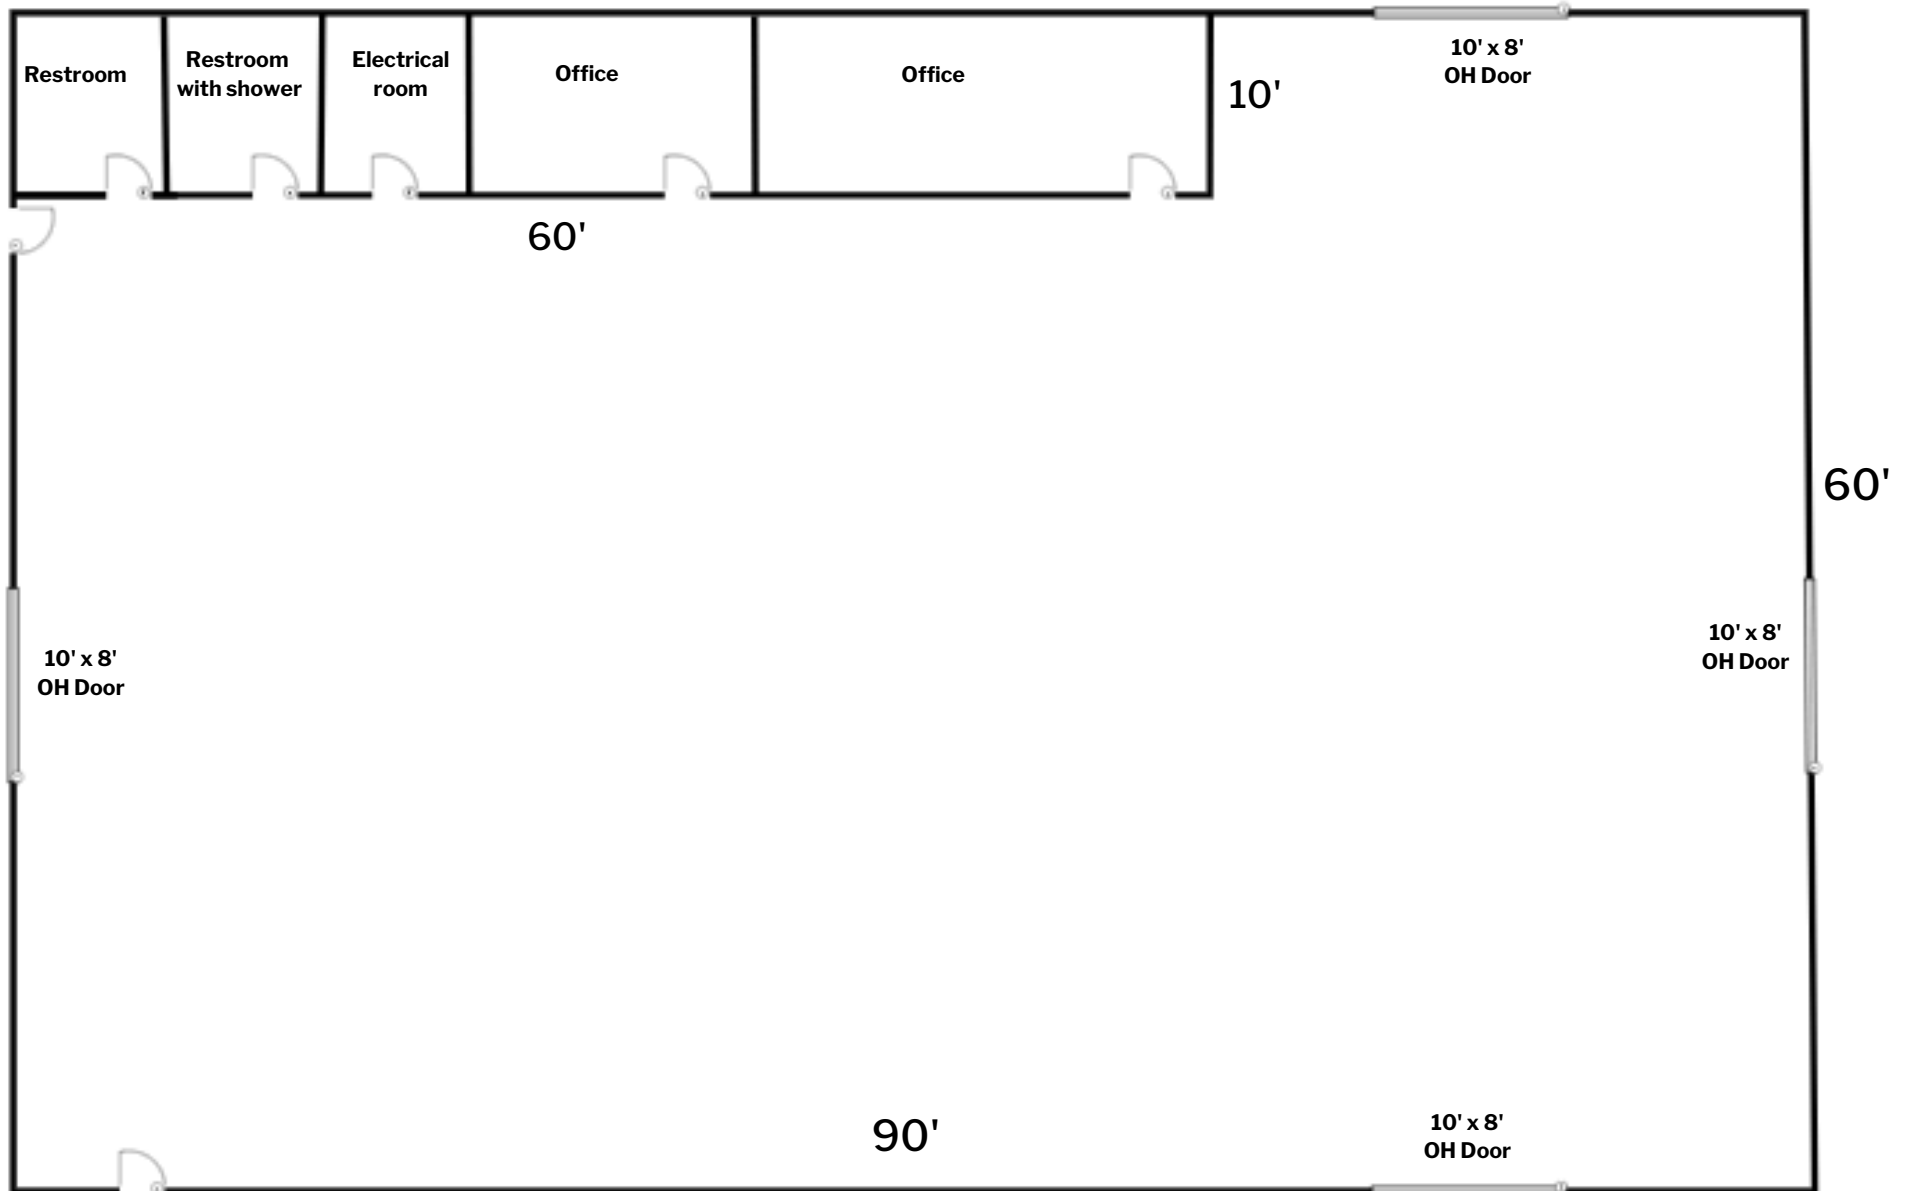 Restroom
Restroom
with shower
Electrical
room
Office
Office
10'
10' x 8'
OH Door
60'
60'
10' x 8'
OH Door
10' x 8'
OH Door
90'
10' x 8'
OH Door